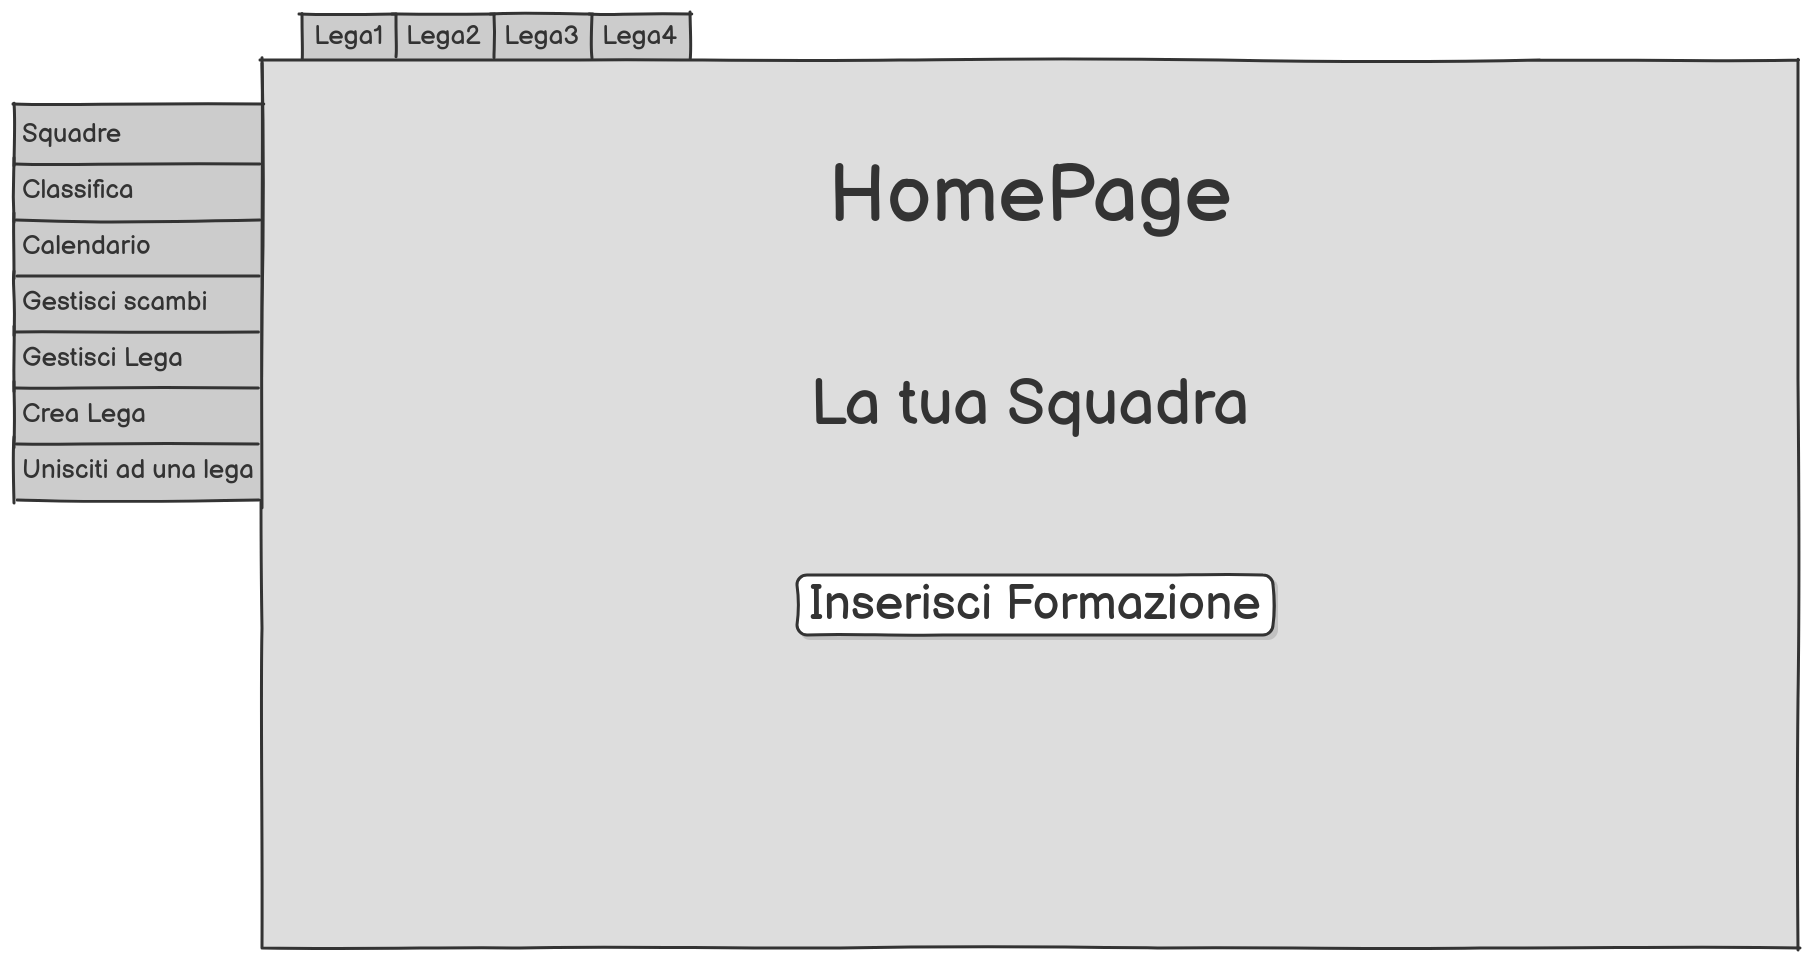 Lega1 Lega2 Lega3 Lega4
Squadre
Classifica
Calendario
Gestisci scambi
Gestisci Lega
Crea Lega
Unisciti ad una lega
HomePage
La tua Squadra
Inserisci Formazione